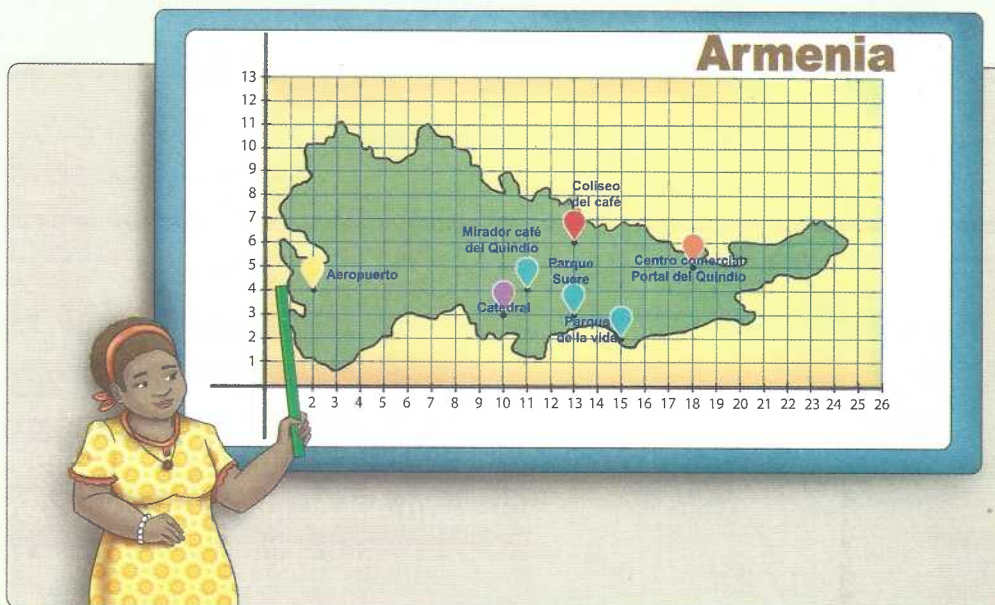 Armenia
13
12
11
10
9
8
7
6
5
4
3
2
1
Coliseo
del café
Mirador café
del Quindio
Parque
Sucre
Centro comercial
Portal del Quindio
Aeropuerto
Catedral
Parque
de la vida
2 3 4 5 6 7 8 9 10 11 12 13 14 15 16 17 18 19 20 21 22 23 24 25 26